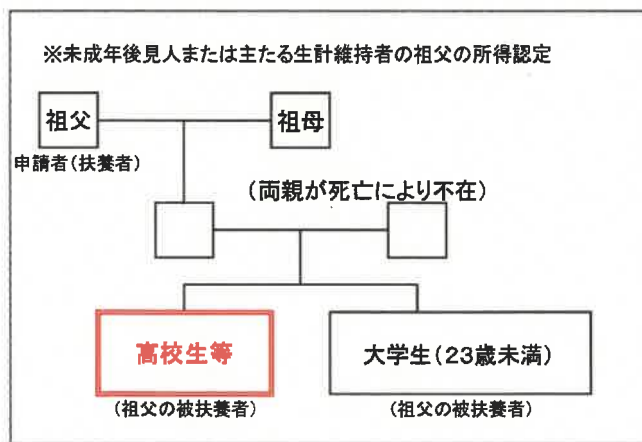 ※未成年後見人または主たる生計維持者の祖父の所得認定
祖父
祖母
申請者(扶養者)
(両親が死亡により不在)
高校生等
大学生(23歳未満)
(祖父の被扶養者)
(祖父の被扶養者)